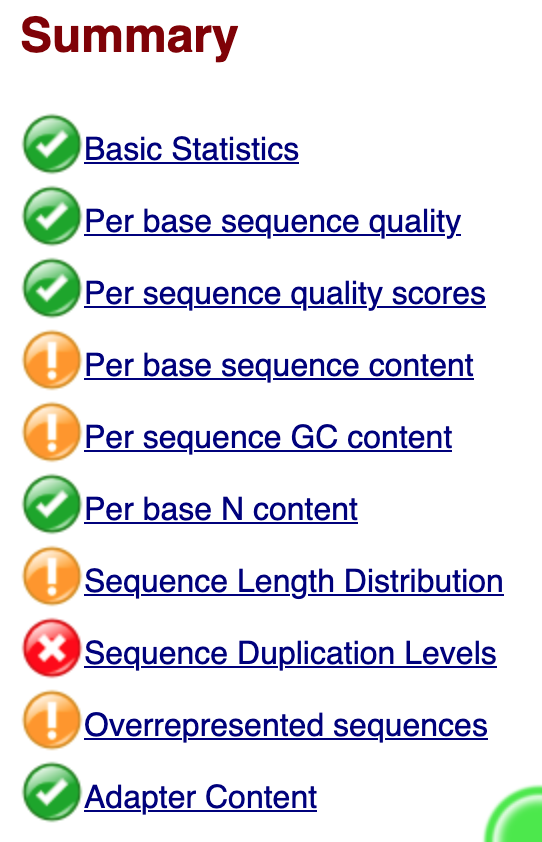 Summary
Basic Statistics
Per base sequence quality
Per sequence quality scores
Per base sequence content
Per sequence GC content
Per base N content
Sequence Length Distribution
Sequence Duplication Levels
Overrepresented sequences
Adapter Content